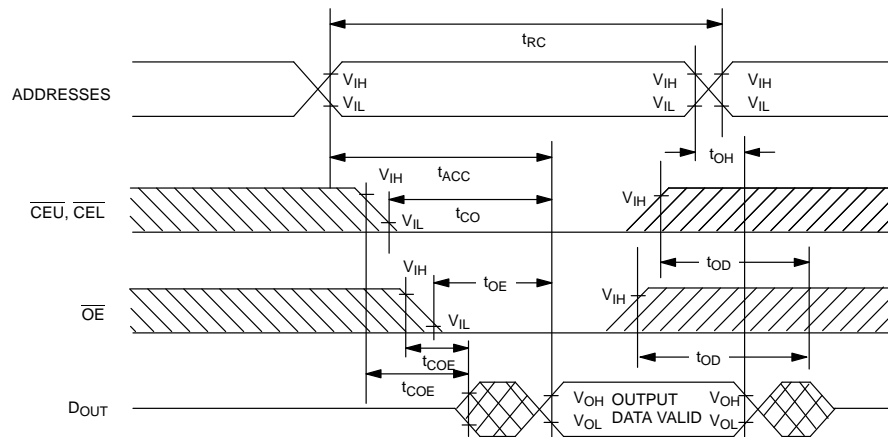 tRC
ADDRESSES
VIH VIH VIH
VIL VIL VIL
tOH
tACC
VIH
CEU, CEL
tCO
VIH
VIL
tOD
VIH
tOE
VIH
OE
VIL
tCOE
tOD
tCOE
DOUT
VOH OUTPUT VOH
VOL DATA VALID VOL